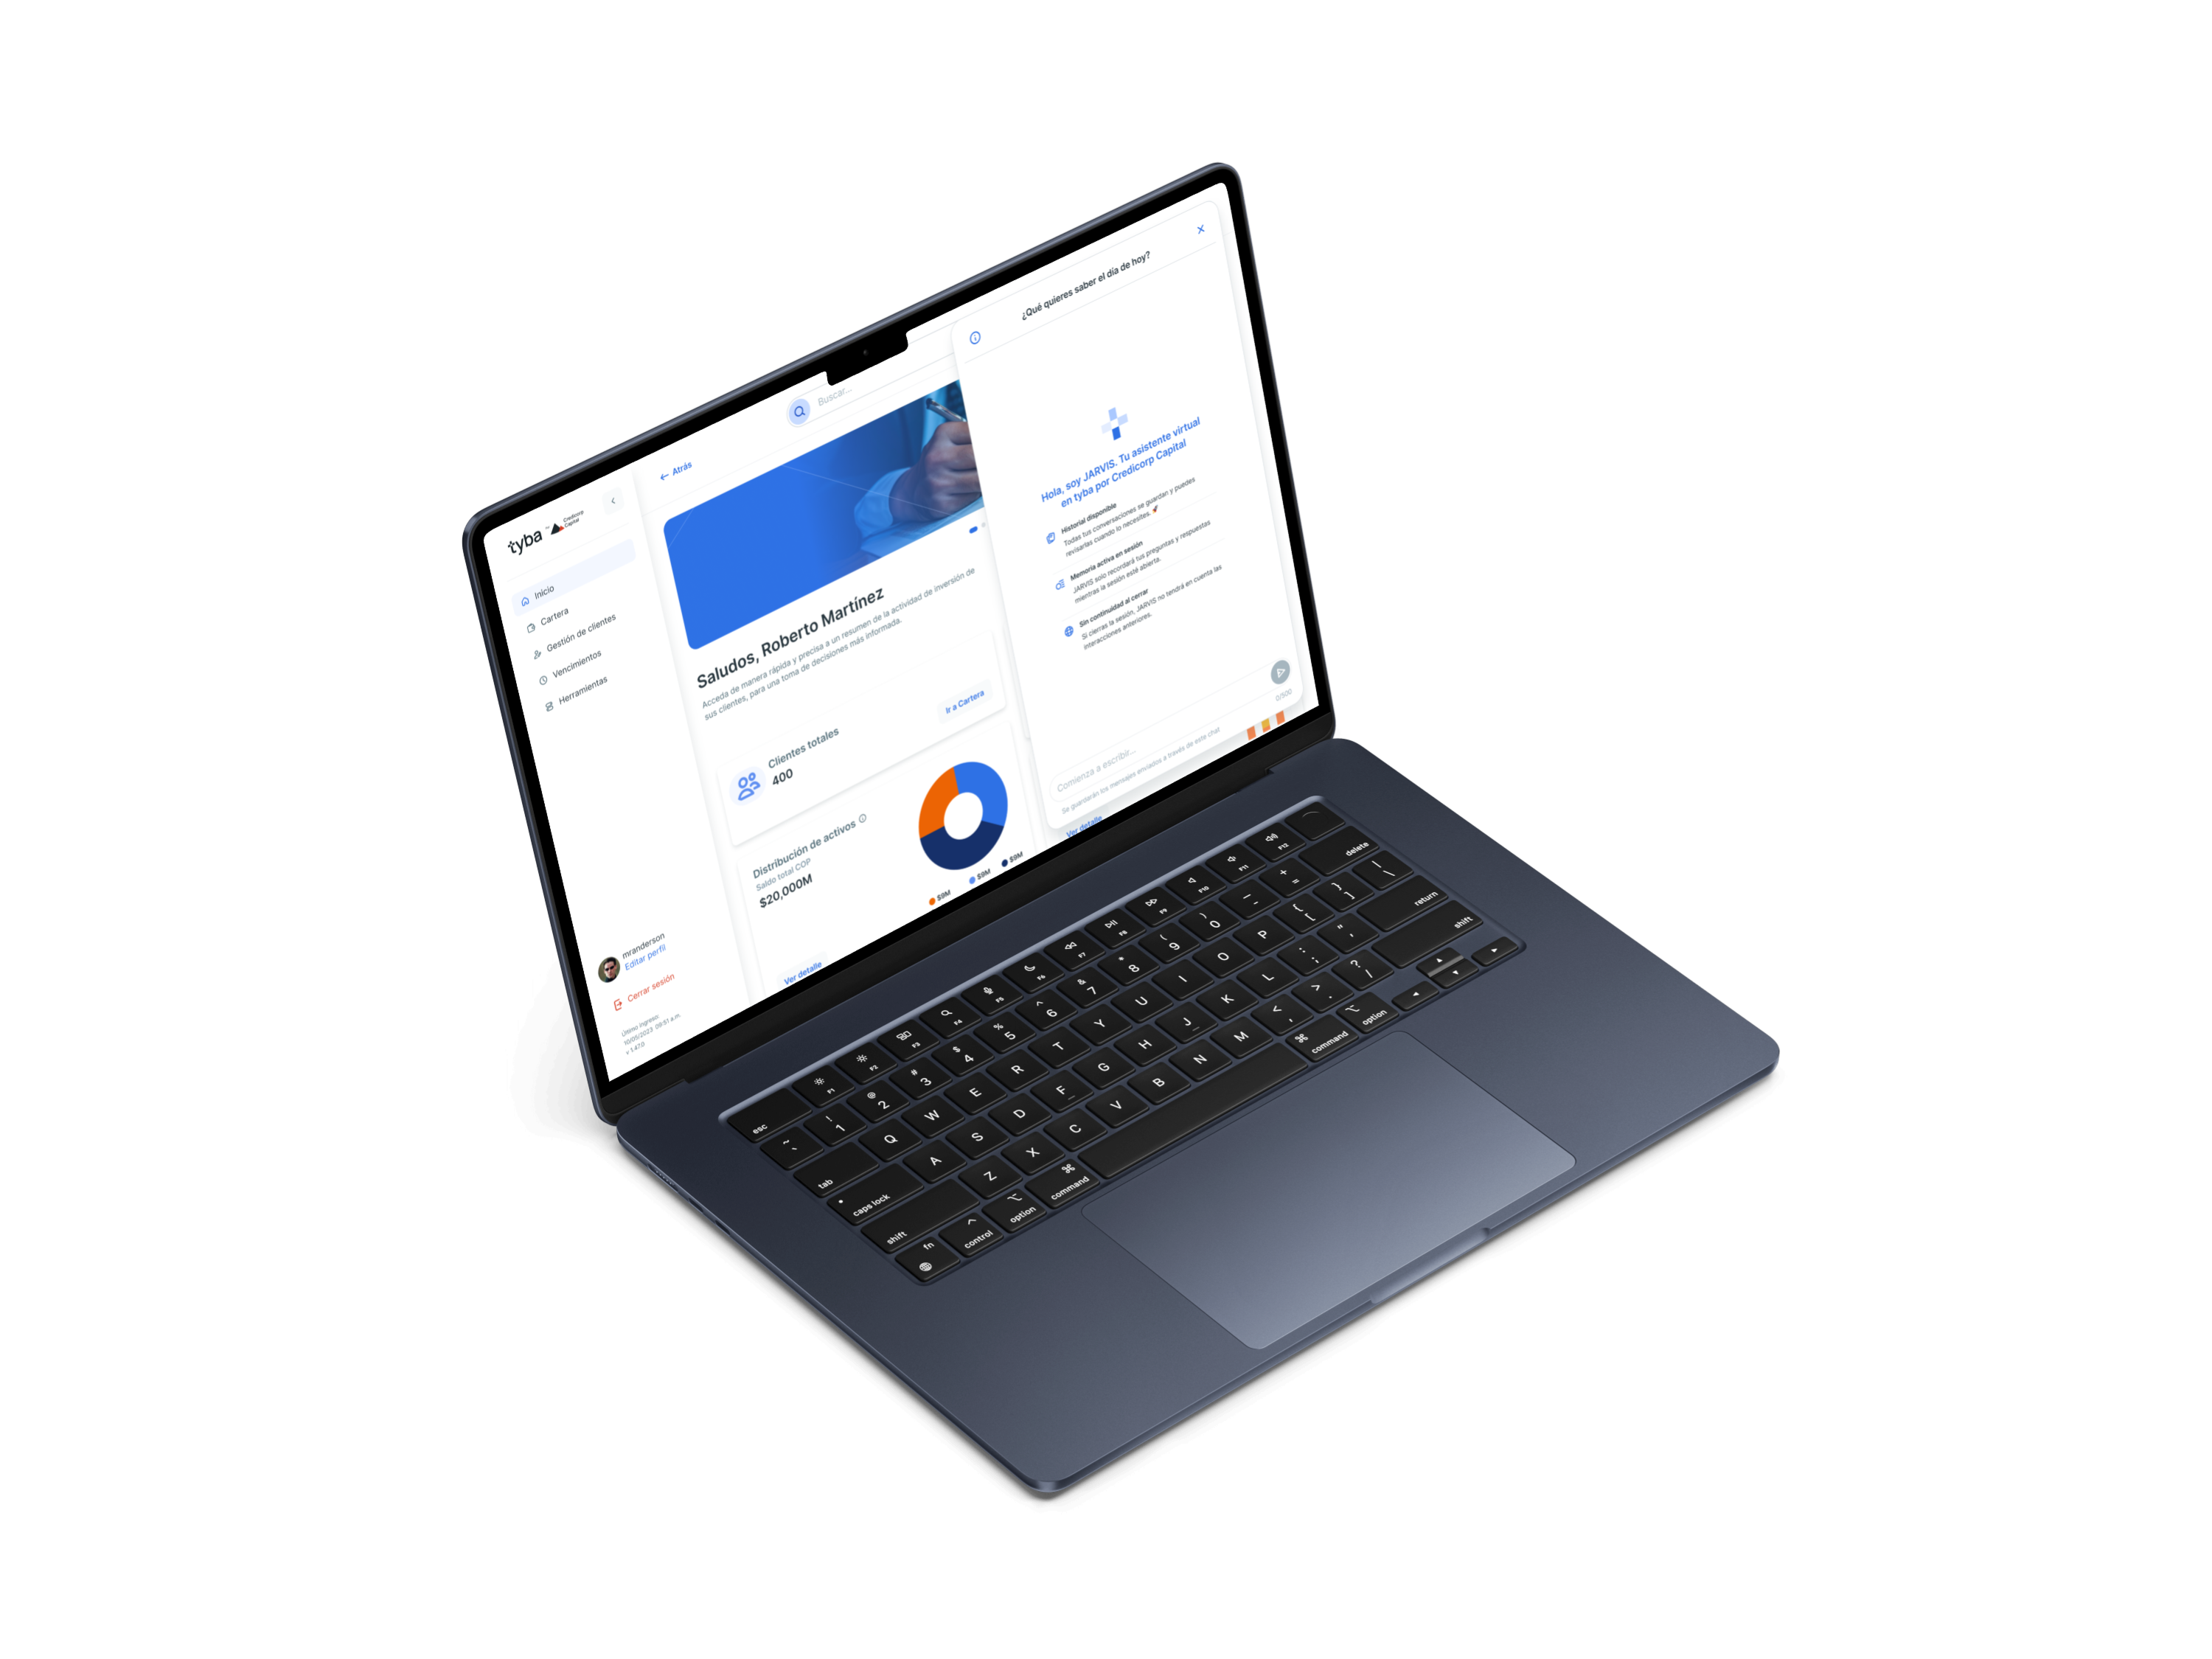 tyba
Credicorp
Capital
Inicio
Cartera
Gestión de clientes
Vencimientos
Herramientas
mranderson
Editar perfil
Cerrar sesión
Último ingreso
10/05/2023 09:51 a.m.
v 1.47.0
Buscar...
← Atrás
Saludos, Roberto Martínez
Acceda de manera rápida y precisa a un resumen de la actividad de inversión de
sus clientes, para una toma de decisiones más informada.
Clientes totales
400
Ir a Cartera
Distribución de activos
Saldo total COP
$20,000M
$9M
$9M
$9M
Ver detalle
Ver detalle
¿Qué quieres saber el día de hoy?
Hola, soy JARVIS. Tu asistente virtual
en tyba por Credicorp Capital
Historial disponible
Todas tus conversaciones se guardan y puedes
revisarlas cuando lo necesites. 🚀
Memoria activa en sesión
JARVIS solo recordará tus preguntas y respuestas
mientras la sesión esté abierta.
Sin continuidad al cerrar
Si cierras la sesión, JARVIS no tendrá en cuenta las
interacciones anteriores.
Comienza a escribir...
0/500
Se guardarán los mensajes enviados a través de este chat.
esc F1 F2 F3 F4 F5 F6 F7 F8 F9 F10 F11 F12
~ ` ! 1 @ 2 # 3 $ 4 % 5 ^ 6 & 7 * 8 ( 9 ) 0 _ - + = delete
tab Q W E R T Y U I O P { [ } ] | \
caps lock A S D F G H J K L : ; " ' return
shift Z X C V B N M < , > . ? / shift
fn control option command command option